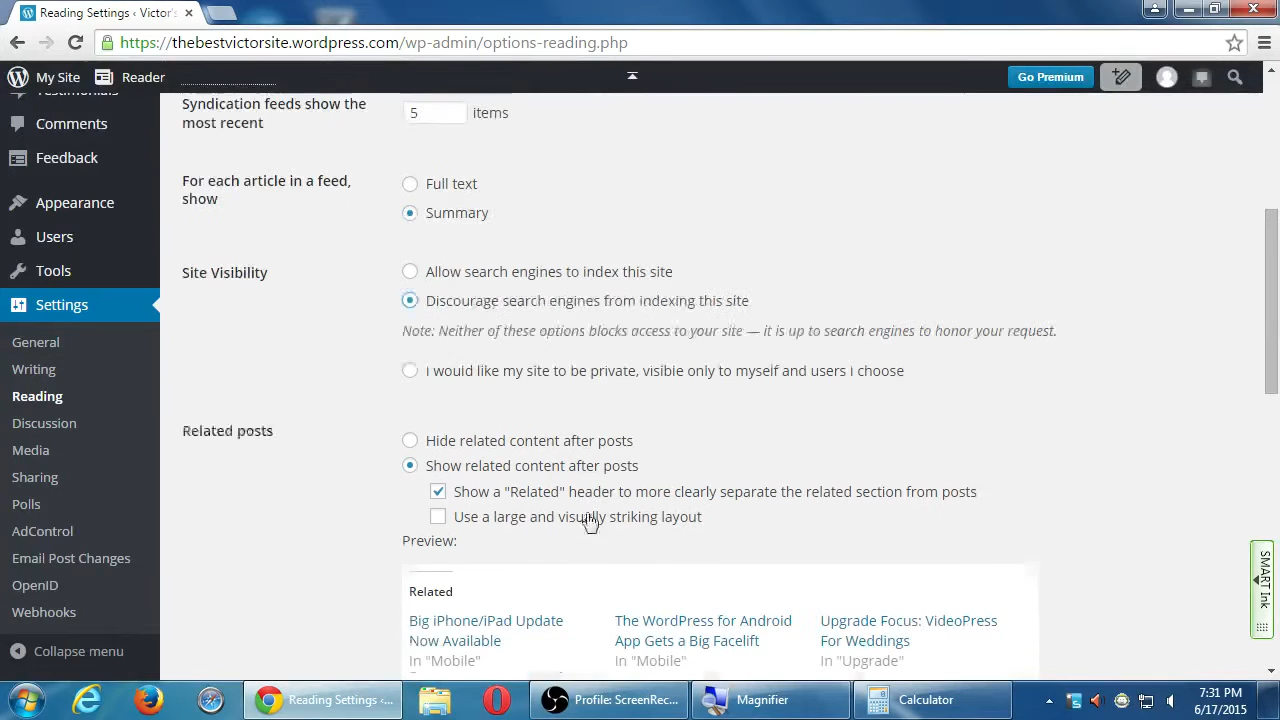 Reading Settings ‹ Victor's
https://thebestvictorsite.wordpress.com/wp-admin/options-reading.php
My Site
Reader
Go Premium
Testimonials
Comments
Feedback
Appearance
Users
Tools
Settings
General
Writing
Reading
Discussion
Media
Sharing
Polls
AdControl
Email Post Changes
OpenID
Webhooks
Collapse menu
Syndication feeds show the
most recent
5 items
For each article in a feed,
show
Full text
Summary
Site Visibility
Allow search engines to index this site
Discourage search engines from indexing this site
Note: Neither of these options blocks access to your site — it is up to search engines to honor your request.
I would like my site to be private, visible only to myself and users I choose
Related posts
Hide related content after posts
Show related content after posts
Show a "Related" header to more clearly separate the related section from posts
Use a large and visually striking layout
Preview:
Related
Big iPhone/iPad Update
Now Available
In "Mobile"
The WordPress for Android
App Gets a Big Facelift
In "Mobile"
Upgrade Focus: VideoPress
For Weddings
In "Upgrade"
SMART Ink
Reading Settings ‹...
Profile: ScreenRec...
Magnifier
Calculator
7:31 PM
6/17/2015